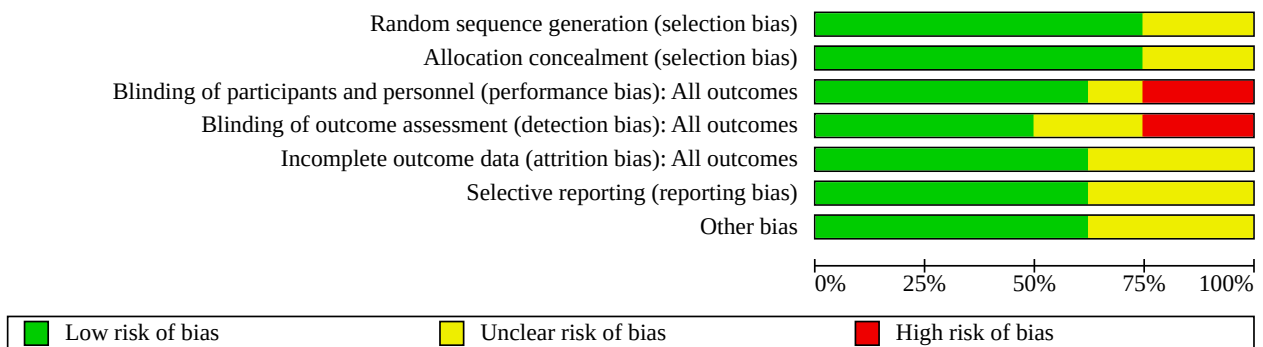 Random sequence generation (selection bias)
Allocation concealment (selection bias)
Blinding of participants and personnel (performance bias): All outcomes
Blinding of outcome assessment (detection bias): All outcomes
Incomplete outcome data (attrition bias): All outcomes
Selective reporting (reporting bias)
Other bias
0% 25% 50% 75% 100%
Low risk of bias Unclear risk of bias High risk of bias